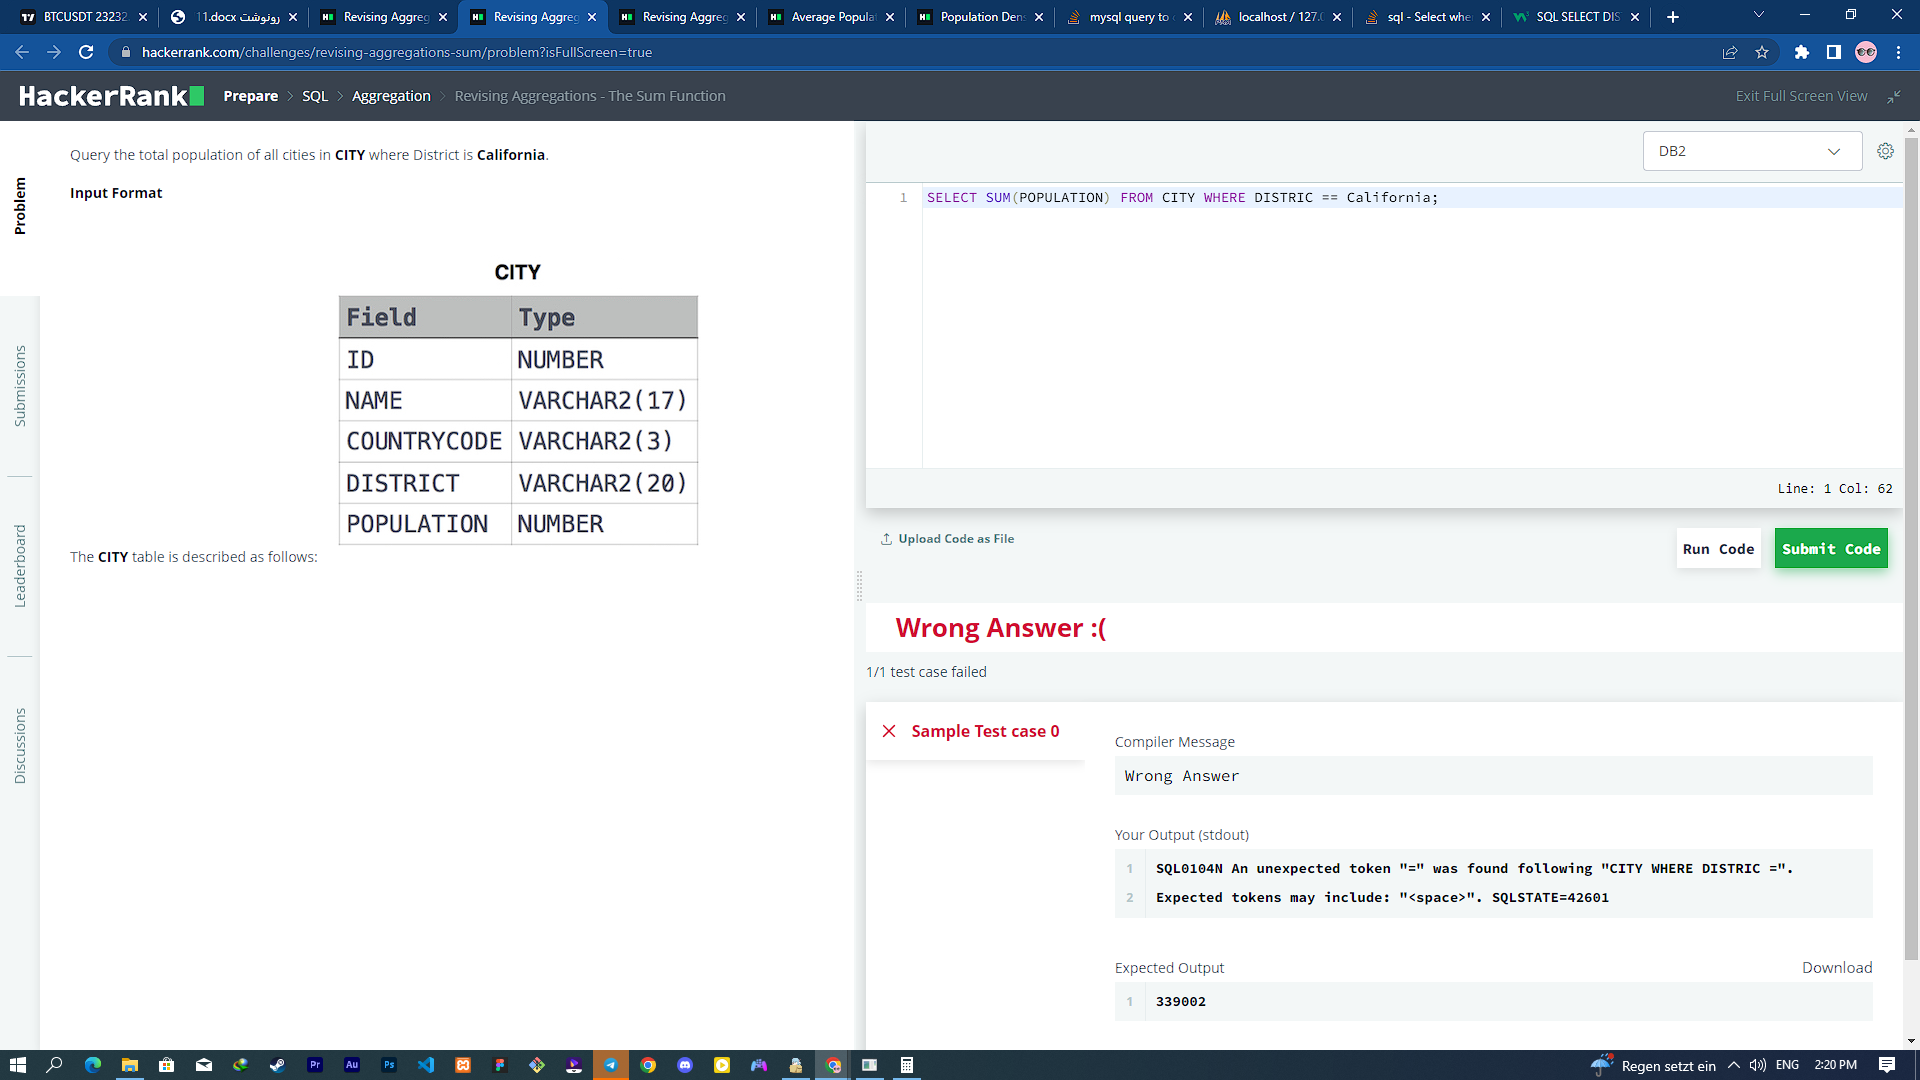 BTCUSDT 23232
11.docx رونوشت
Revising Aggreg
Revising Aggreg
Revising Aggreg
Average Popula
Population Den
mysql query to
localhost / 127.0
sql - Select whe
SQL SELECT DIS
hackerrank.com/challenges/revising-aggregations-sum/problem?isFullScreen=true
HackerRank
Prepare > SQL > Aggregation > Revising Aggregations - The Sum Function
Exit Full Screen View
Problem
Submissions
Leaderboard
Discussions
Query the total population of all cities in CITY where District is California.
Input Format
CITY
Field Type
ID NUMBER
NAME VARCHAR2(17)
COUNTRYCODE VARCHAR2(3)
DISTRICT VARCHAR2(20)
POPULATION NUMBER
The CITY table is described as follows:
DB2
1 SELECT SUM(POPULATION) FROM CITY WHERE DISTRIC == California;
Line: 1 Col: 62
Upload Code as File
Run Code
Submit Code
Wrong Answer :(
1/1 test case failed
Sample Test case 0
Compiler Message
Wrong Answer
Your Output (stdout)
1 SQL0104N An unexpected token "=" was found following "CITY WHERE DISTRIC =".
2 Expected tokens may include: "<space>". SQLSTATE=42601
Expected Output
Download
1 339002
Pr
Au
Ps
Regen setzt ein
ENG
2:20 PM